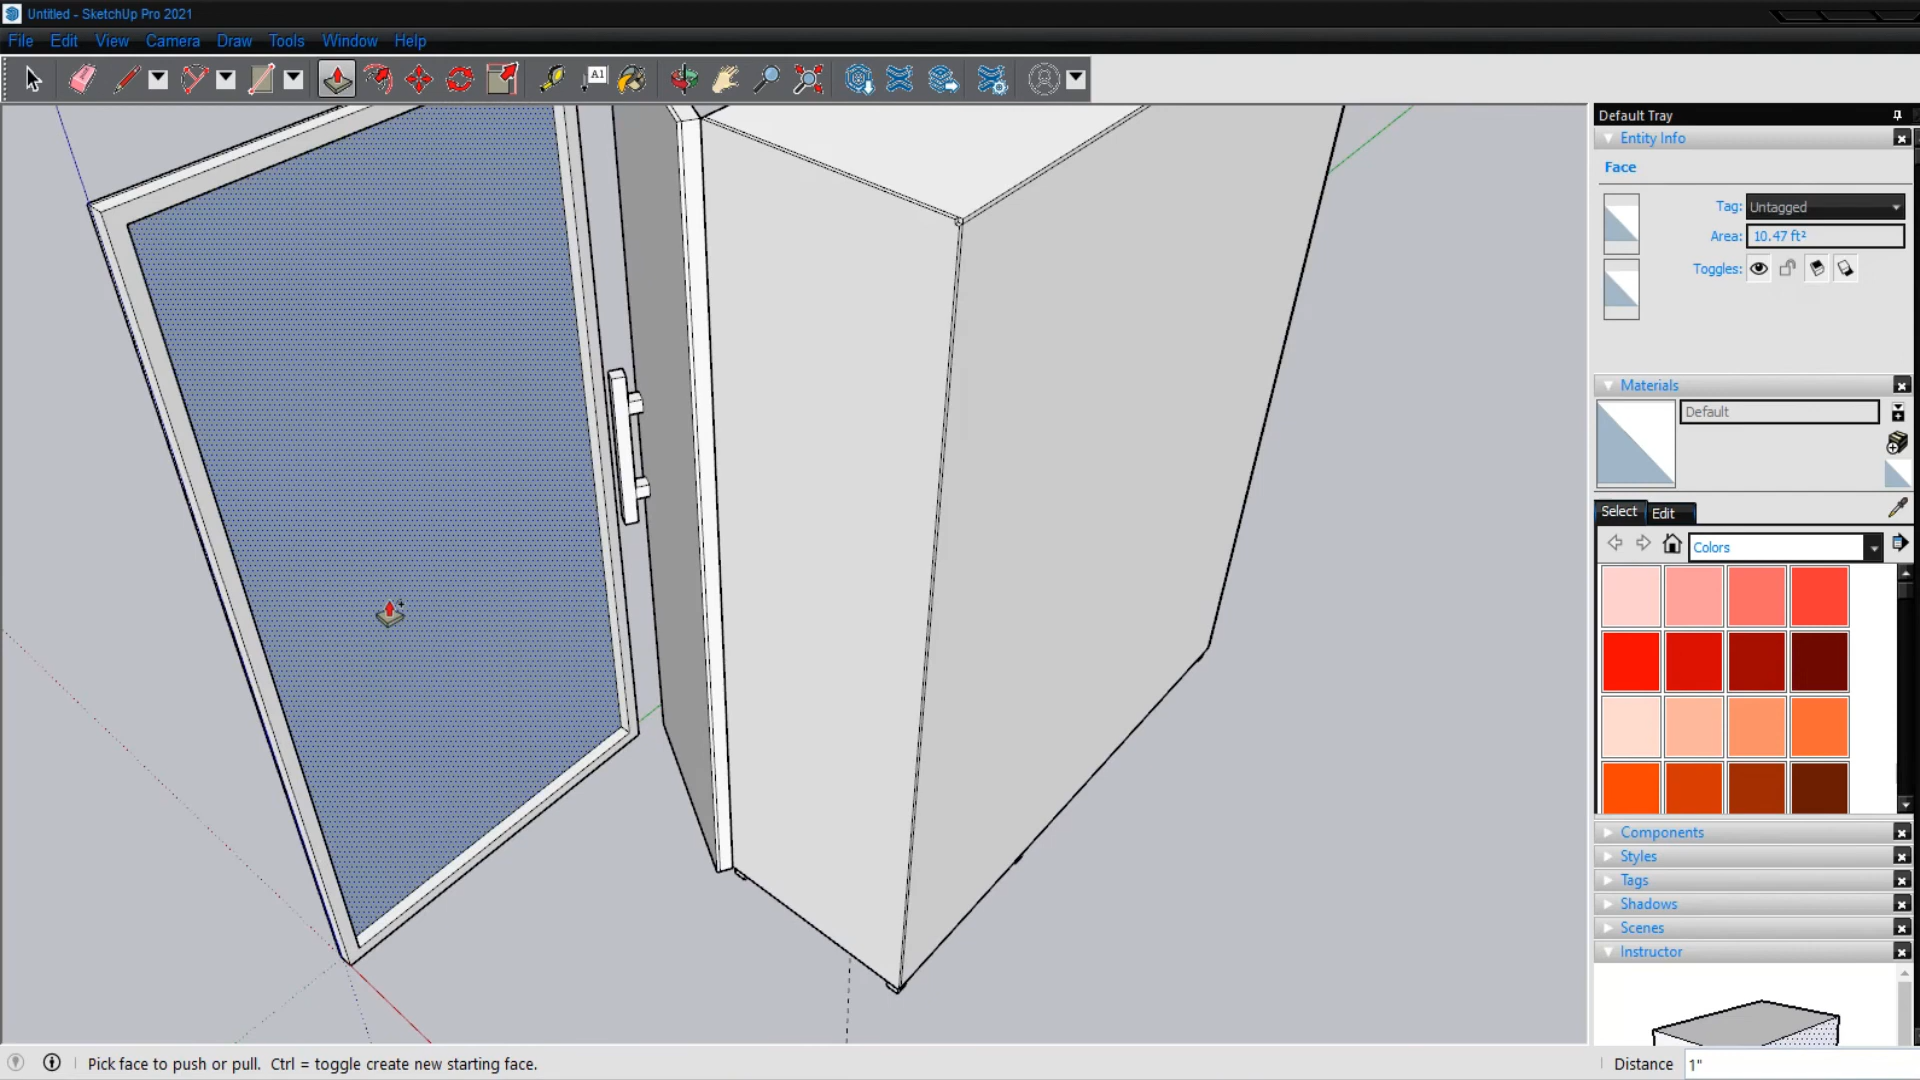 Untitled - SketchUp Pro 2021
File Edit View Camera Draw Tools Window Help
A1
Default Tray
Entity Info
Face
Tag: Untagged
Area: 10.47 ft²
Toggles:
Materials
Default
Select Edit
Colors
Components
Styles
Tags
Shadows
Scenes
Instructor
Pick face to push or pull. Ctrl = toggle create new starting face.
Distance 1"